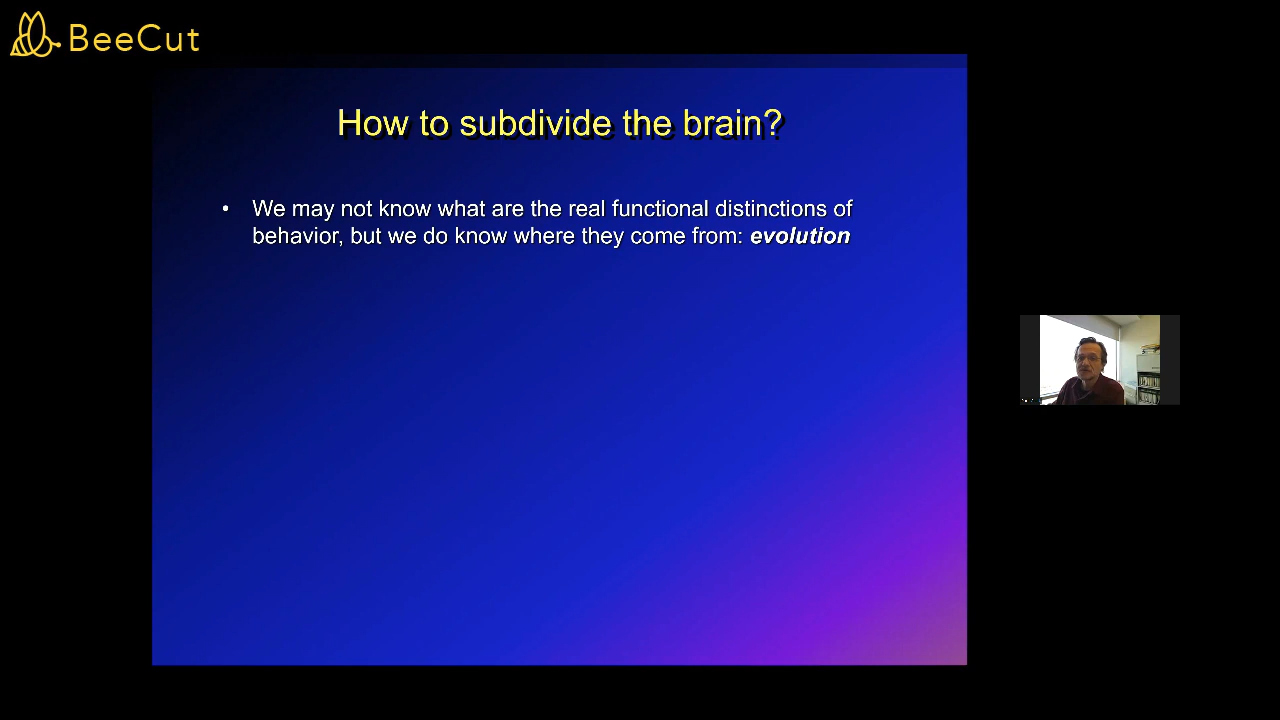 BeeCut
How to subdivide the brain?
• We may not know what are the real functional distinctions of
behavior, but we do know where they come from: evolution